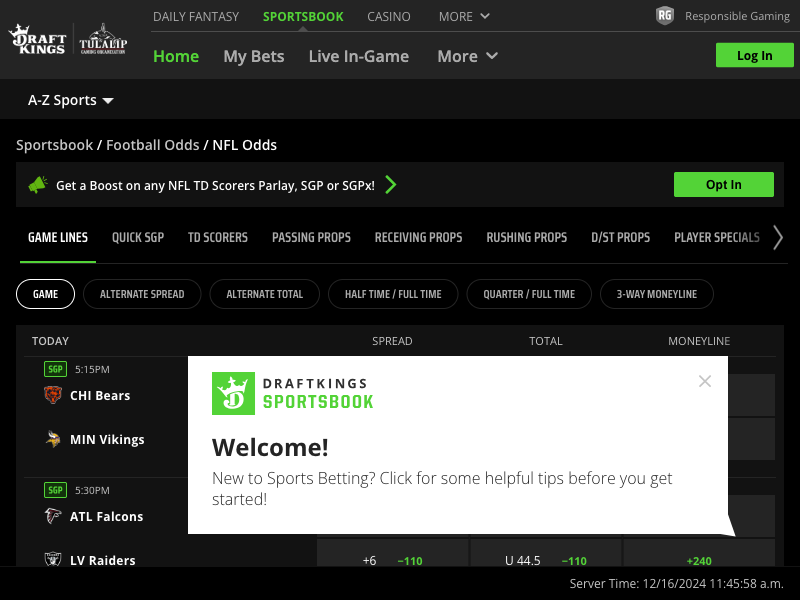 DAILY FANTASY SPORTSBOOK CASINO MORE RG Responsible Gaming
DRAFT KINGS TULALIP GAMING ORGANIZATION
Home My Bets Live In-Game More Log In
A-Z Sports
Sportsbook / Football Odds / NFL Odds
Get a Boost on any NFL TD Scorers Parlay, SGP or SGPx! Opt In
GAME LINES QUICK SGP TD SCORERS PASSING PROPS RECEIVING PROPS RUSHING PROPS D/ST PROPS PLAYER SPECIALS
GAME ALTERNATE SPREAD ALTERNATE TOTAL HALF TIME / FULL TIME QUARTER / FULL TIME 3-WAY MONEYLINE
TODAY SPREAD TOTAL MONEYLINE
SGP 5:15PM
CHI Bears
MIN Vikings
DRAFTKINGS
SPORTSBOOK
Welcome!
New to Sports Betting? Click for some helpful tips before you get
started!
SGP 5:30PM
ATL Falcons
LV Raiders +6 −110 U 44.5 −110 +240
Server Time: 12/16/2024 11:45:58 a.m.